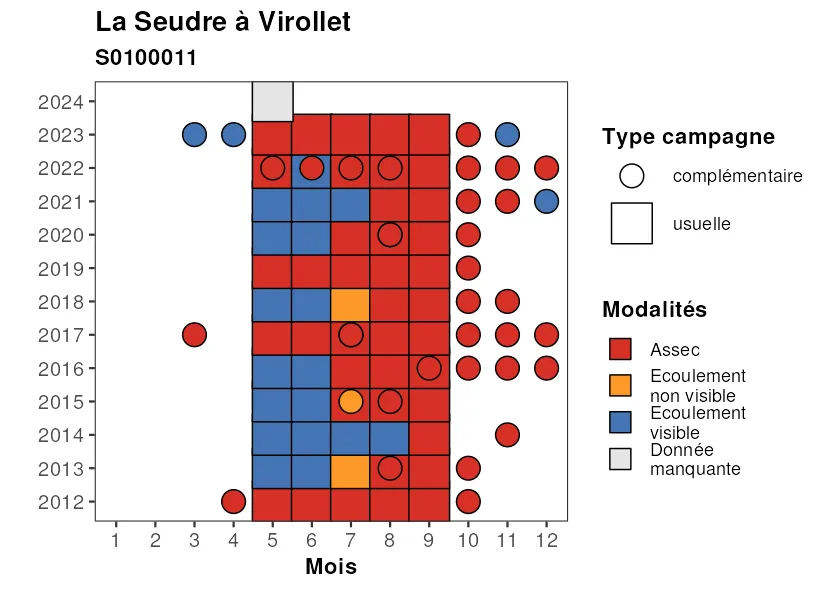 La Seudre à Virollet
S0100011
2024
2023
2022
2021
2020
2019
2018
2017
2016
2015
2014
2013
2012
1 2 3 4 5 6 7 8 9 10 11 12
Mois
Type campagne
complémentaire
usuelle
Modalités
Assec
Ecoulement
non visible
Ecoulement
visible
Donnée
manquante